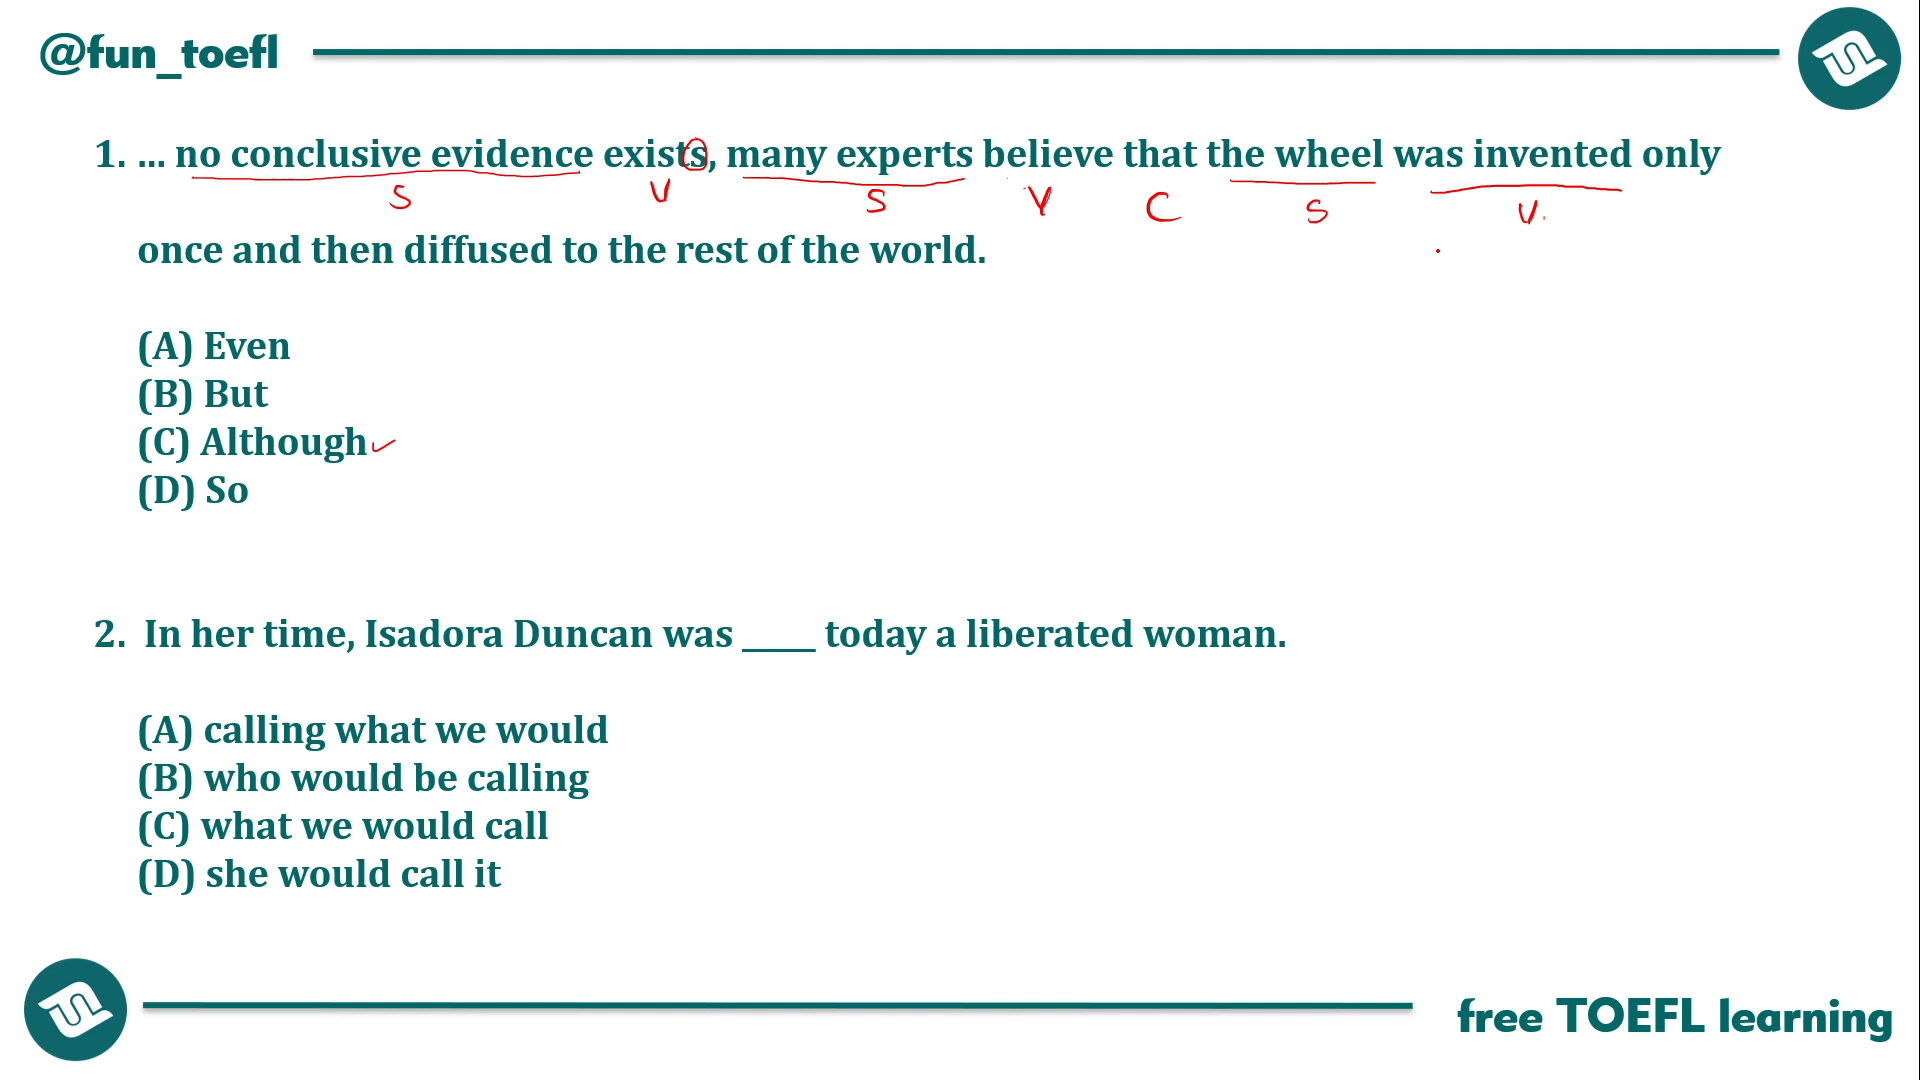 @fun_toefl
1. ... no conclusive evidence exists, many experts believe that the wheel was invented only
S V S V C S V.
once and then diffused to the rest of the world.
(A) Even
(B) But
(C) Although
(D) So
2. In her time, Isadora Duncan was ____ today a liberated woman.
(A) calling what we would
(B) who would be calling
(C) what we would call
(D) she would call it
free TOEFL learning